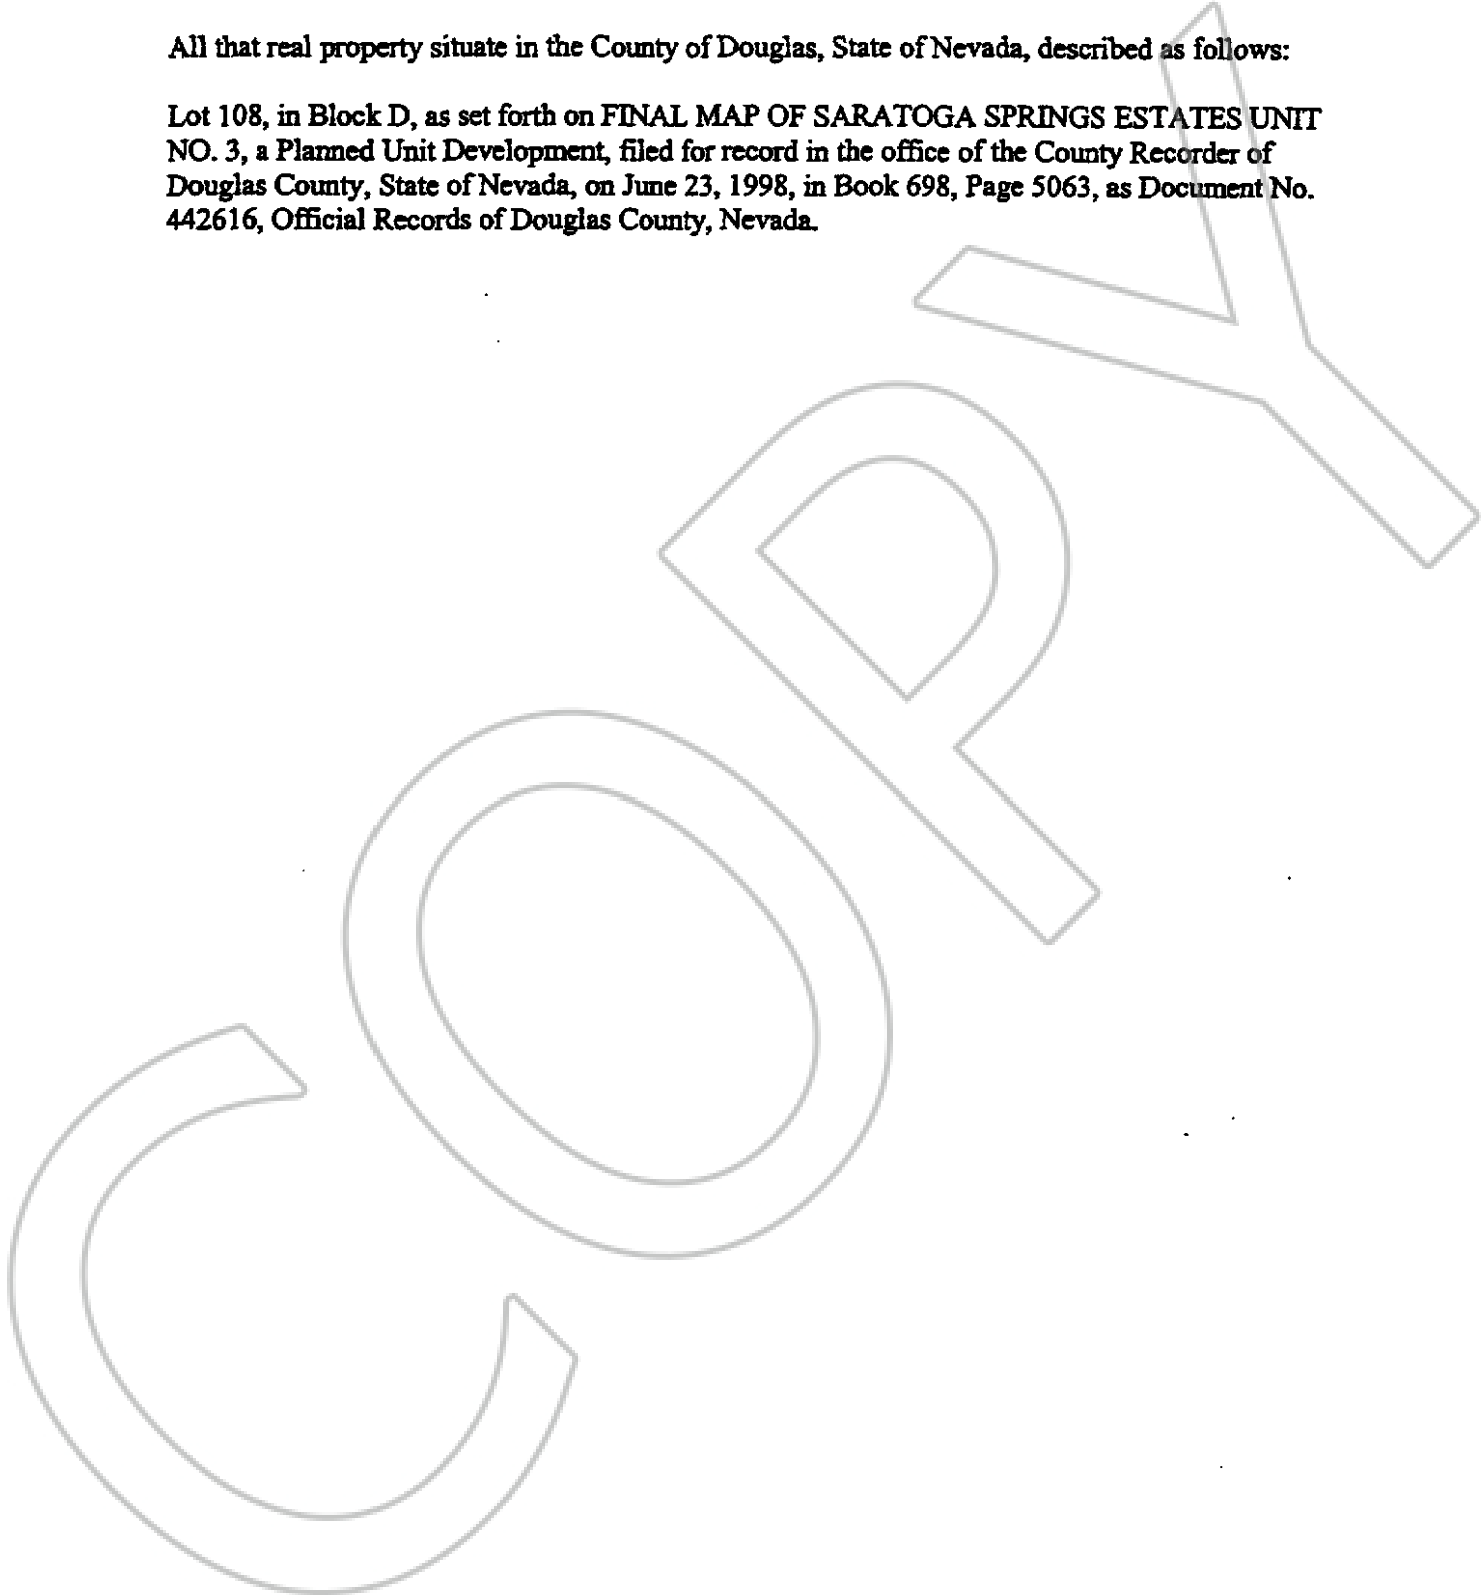 All that real property situate in the County of Douglas, State of Nevada, described as follows:
Lot 108, in Block D, as set forth on FINAL MAP OF SARATOGA SPRINGS ESTATES UNIT
NO. 3, a Planned Unit Development, filed for record in the office of the County Recorder of
Douglas County, State of Nevada, on June 23, 1998, in Book 698, Page 5063, as Document No.
442616, Official Records of Douglas County, Nevada.
COPY